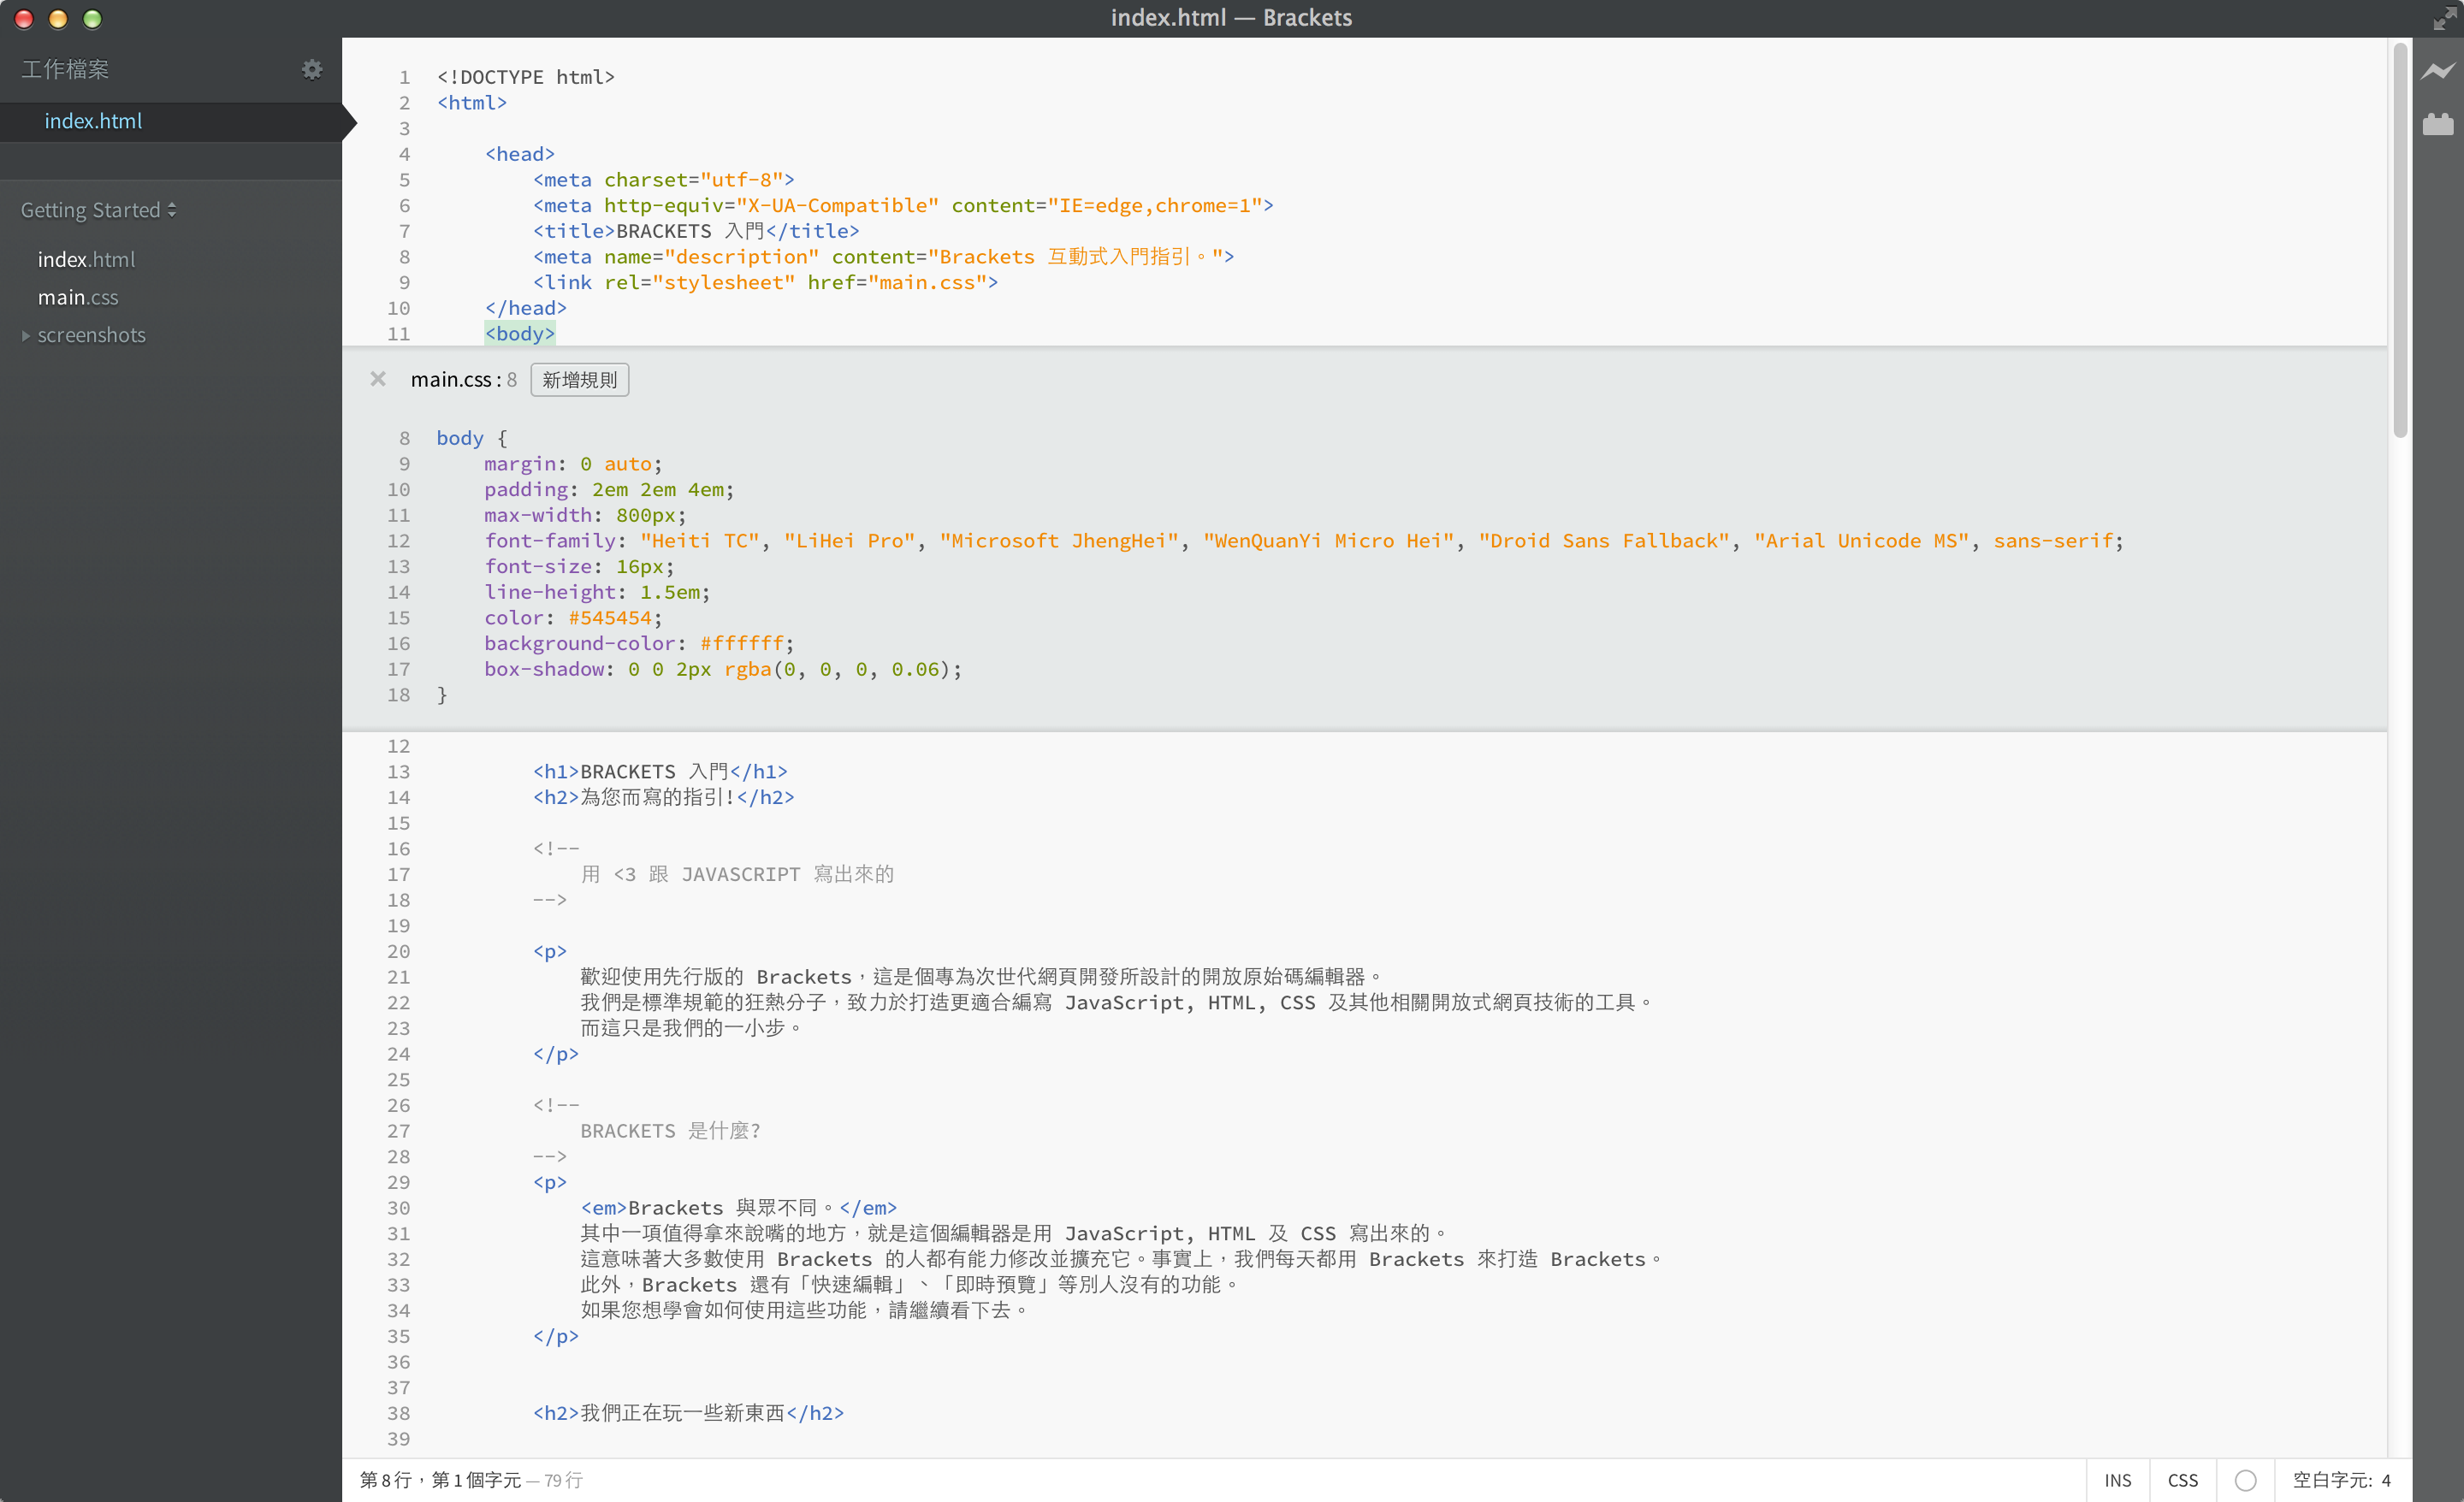 index.html — Brackets
工作檔案
index.html
Getting Started
index.html
main.css
screenshots
1 <!DOCTYPE html>
2 <html>
3
4 <head>
5 <meta charset="utf-8">
6 <meta http-equiv="X-UA-Compatible" content="IE=edge,chrome=1">
7 <title>BRACKETS 入門</title>
8 <meta name="description" content="Brackets 互動式入門指引。">
9 <link rel="stylesheet" href="main.css">
10 </head>
11 <body>
main.css : 8 新增規則
8 body {
9 margin: 0 auto;
10 padding: 2em 2em 4em;
11 max-width: 800px;
12 font-family: "Heiti TC", "LiHei Pro", "Microsoft JhengHei", "WenQuanYi Micro Hei", "Droid Sans Fallback", "Arial Unicode MS", sans-serif;
13 font-size: 16px;
14 line-height: 1.5em;
15 color: #545454;
16 background-color: #ffffff;
17 box-shadow: 0 0 2px rgba(0, 0, 0, 0.06);
18 }
12
13 <h1>BRACKETS 入門</h1>
14 <h2>為您而寫的指引!</h2>
15
16 <!--
17 用 <3 跟 JAVASCRIPT 寫出來的
18 -->
19
20 <p>
21 歡迎使用先行版的 Brackets，這是個專為次世代網頁開發所設計的開放原始碼編輯器。
22 我們是標準規範的狂熱分子，致力於打造更適合編寫 JavaScript, HTML, CSS 及其他相關開放式網頁技術的工具。
23 而這只是我們的一小步。
24 </p>
25
26 <!--
27 BRACKETS 是什麼?
28 -->
29 <p>
30 <em>Brackets 與眾不同。</em>
31 其中一項值得拿來說嘴的地方，就是這個編輯器是用 JavaScript, HTML 及 CSS 寫出來的。
32 這意味著大多數使用 Brackets 的人都有能力修改並擴充它。事實上，我們每天都用 Brackets 來打造 Brackets。
33 此外，Brackets 還有「快速編輯」、「即時預覽」等別人沒有的功能。
34 如果您想學會如何使用這些功能，請繼續看下去。
35 </p>
36
37
38 <h2>我們正在玩一些新東西</h2>
39
第 8 行，第 1 個字元 — 79 行
INS CSS 空白字元: 4